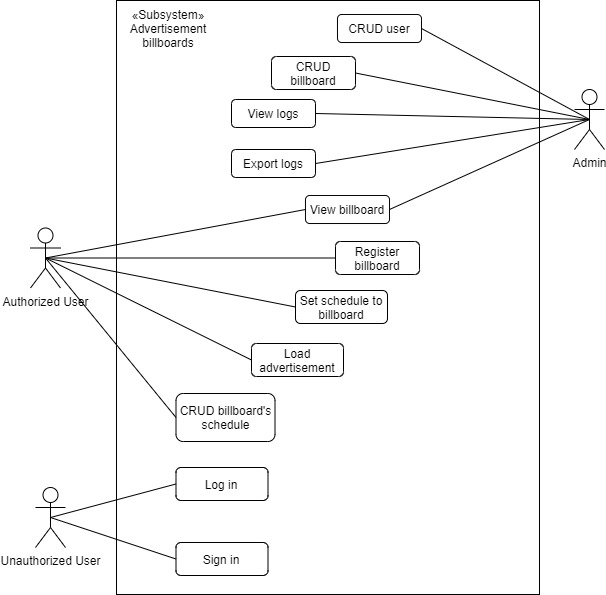 «Subsystem»
Advertisement
billboards
CRUD user
CRUD
billboard
View logs
Export logs
Admin
View billboard
Register
billboard
Authorized User
Set schedule to
billboard
Load
advertisement
CRUD billboard's
schedule
Log in
Sign in
Unauthorized User